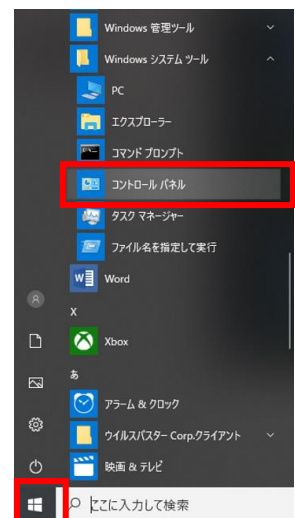 Windows 管理ツール
Windows システム ツール
PC
エクスプローラー
コマンド プロンプト
コントロール パネル
タスク マネージャー
ファイル名を指定して実行
Word
X
Xbox
あ
アラーム & クロック
ウイルスバスター Corp.クライアント
映画 & テレビ
ここに入力して検索